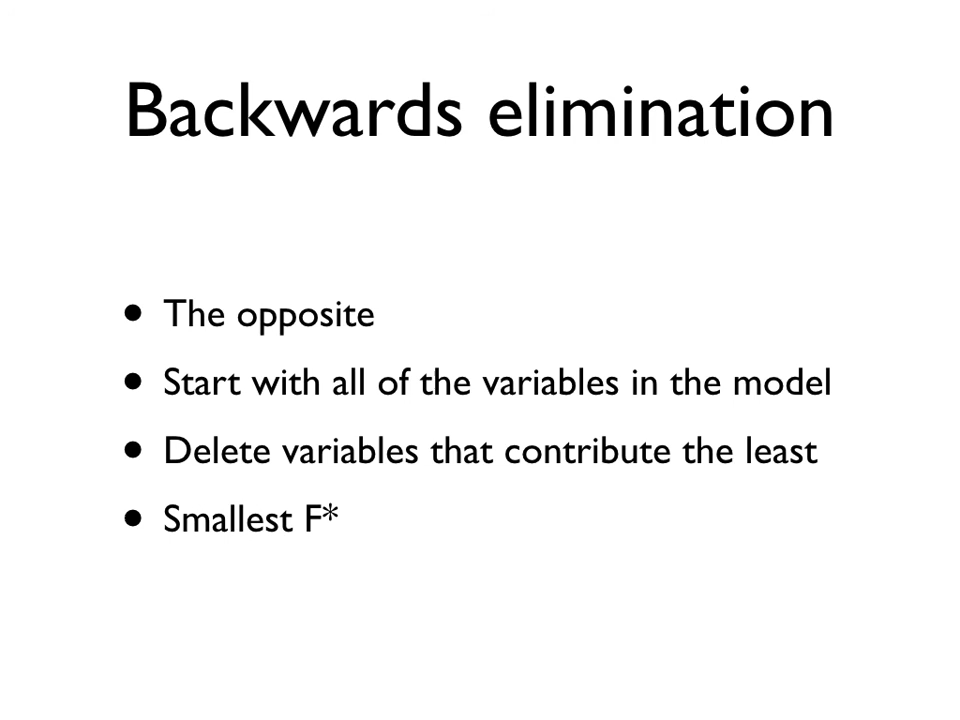 Backwards elimination
• The opposite
• Start with all of the variables in the model
• Delete variables that contribute the least
• Smallest F*